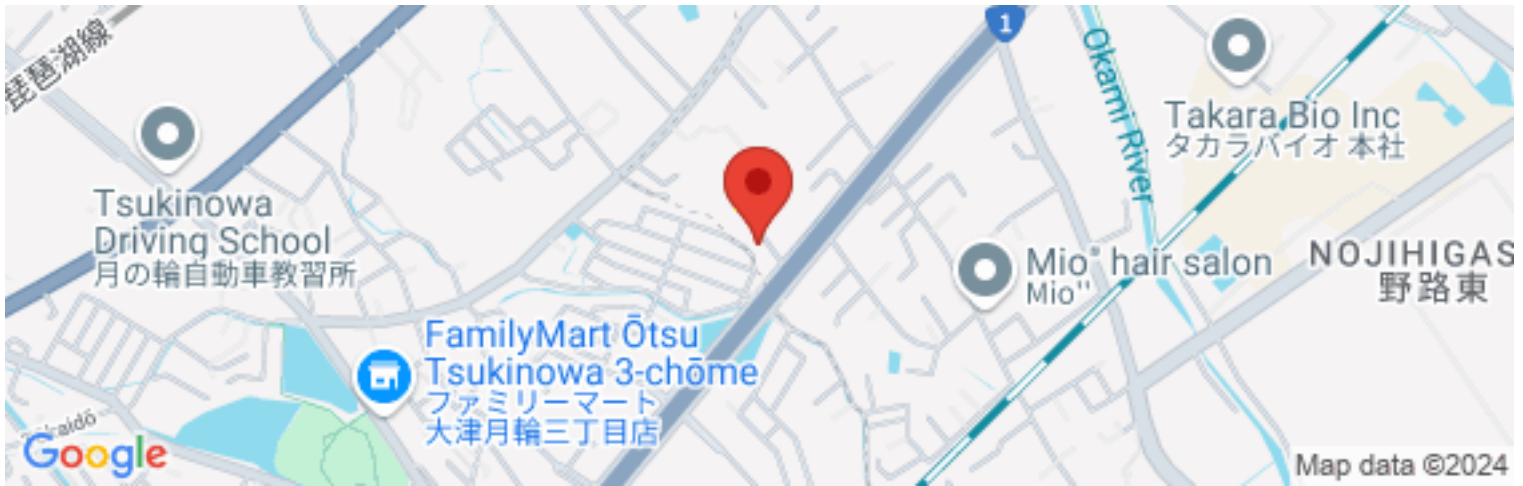 琵琶湖線
1
Okami River
Takara Bio Inc
タカラバイオ 本社
Tsukinowa
Driving School
月の輪自動車教習所
Mio" hair salon
Mio"
NOJIHIGAS
野路東
FamilyMart Ōtsu
Tsukinowa 3-chōme
ファミリーマート
大津月輪三丁目店
Google
Map data ©2024